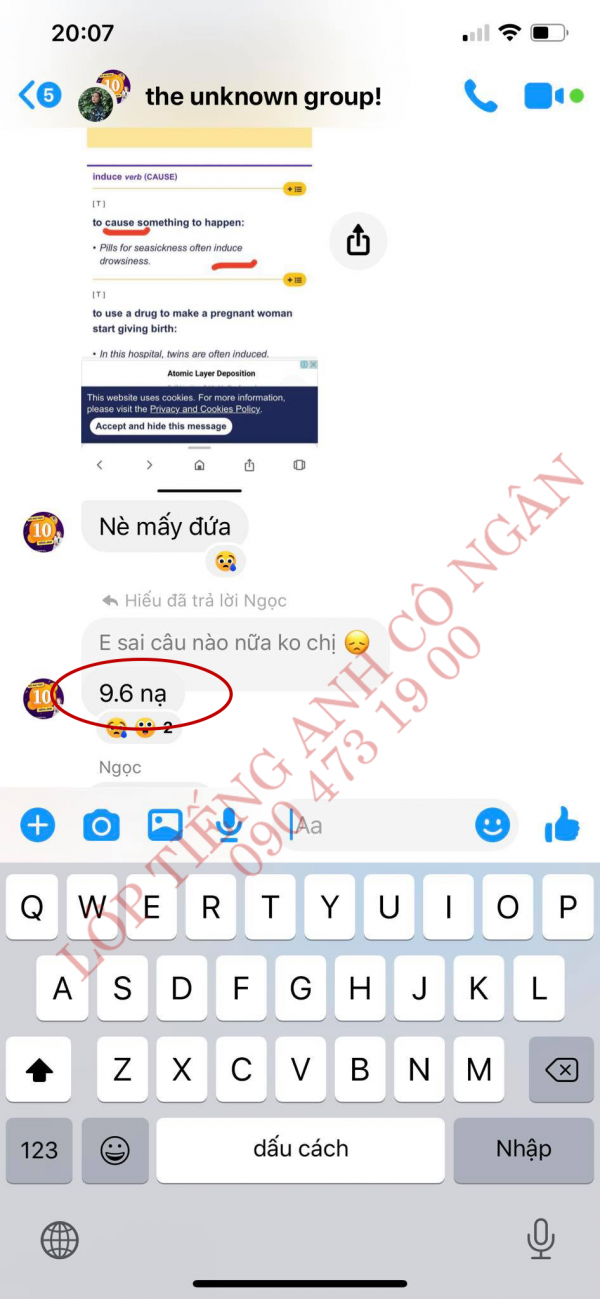 20:07
5
10
the unknown group!
induce verb (CAUSE)
[T]
to cause something to happen:
• Pills for seasickness often induce
drowsiness.
[T]
to use a drug to make a pregnant woman
start giving birth:
• In this hospital, twins are often induced.
Atomic Layer Deposition
This website uses cookies. For more information,
please visit the Privacy and Cookies Policy.
Accept and hide this message
10
Nè mấy đứa
Hiếu đã trả lời Ngọc
E sai câu nào nữa ko chị 😞
10
9.6 nạ
2
Ngọc
Aa
LỚP TIẾNG ANH CÔ NGÂN
090 473 19 00
Q W E R T Y U I O P
A S D F G H J K L
Z X C V B N M
123
dấu cách
Nhập